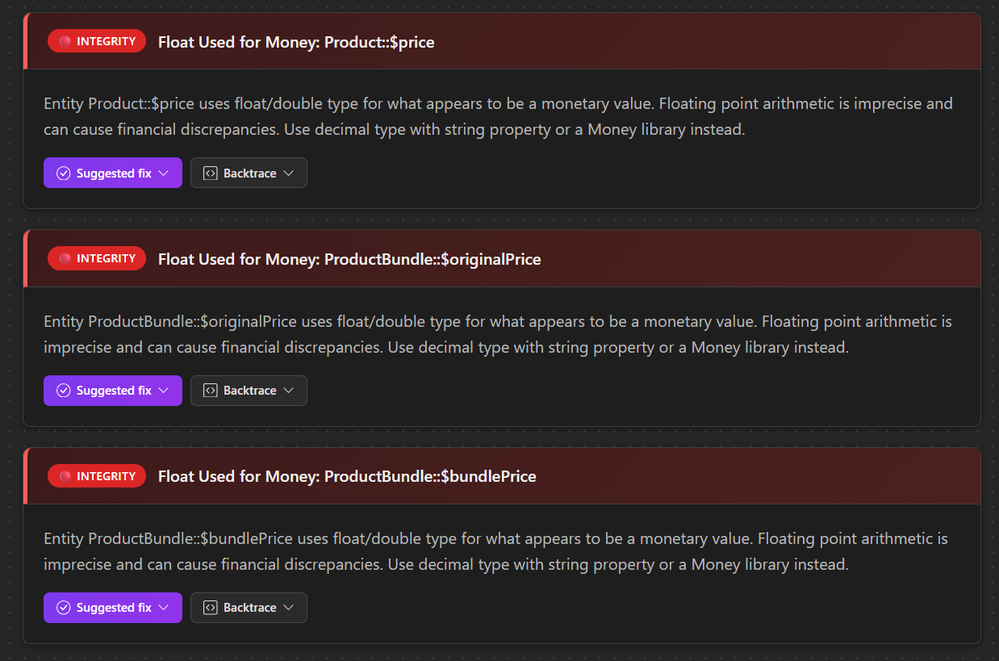 INTEGRITY Float Used for Money: Product::$price
Entity Product::$price uses float/double type for what appears to be a monetary value. Floating point arithmetic is imprecise and
can cause financial discrepancies. Use decimal type with string property or a Money library instead.
Suggested fix Backtrace
INTEGRITY Float Used for Money: ProductBundle::$originalPrice
Entity ProductBundle::$originalPrice uses float/double type for what appears to be a monetary value. Floating point arithmetic is
imprecise and can cause financial discrepancies. Use decimal type with string property or a Money library instead.
Suggested fix Backtrace
INTEGRITY Float Used for Money: ProductBundle::$bundlePrice
Entity ProductBundle::$bundlePrice uses float/double type for what appears to be a monetary value. Floating point arithmetic is
imprecise and can cause financial discrepancies. Use decimal type with string property or a Money library instead.
Suggested fix Backtrace